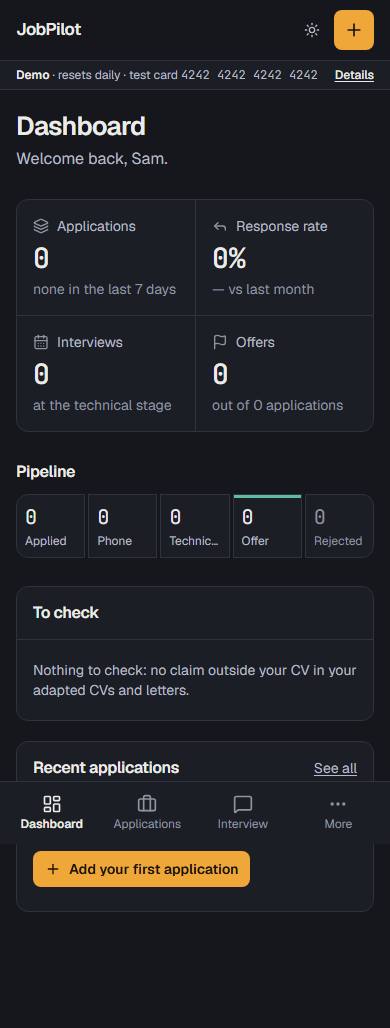 JobPilot
Demo · resets daily · test card 4242 4242 4242 4242 Details
Dashboard
Welcome back, Sam.
Applications
0
none in the last 7 days
Response rate
0%
— vs last month
Interviews
0
at the technical stage
Offers
0
out of 0 applications
Pipeline
0
Applied
0
Phone
0
Technic...
0
Offer
0
Rejected
To check
Nothing to check: no claim outside your CV in your
adapted CVs and letters.
Recent applications See all
Dashboard Applications Interview More
+ Add your first application